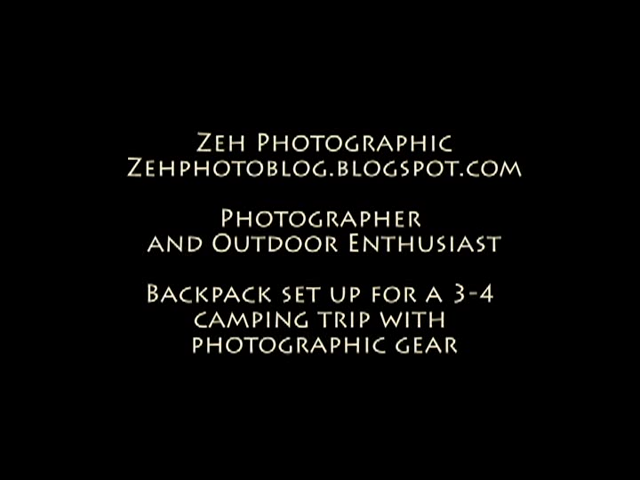 Zeh Photographic
Zehphotoblog.blogspot.com
Photographer
and Outdoor Enthusiast
Backpack set up for a 3-4
camping trip with
photographic gear